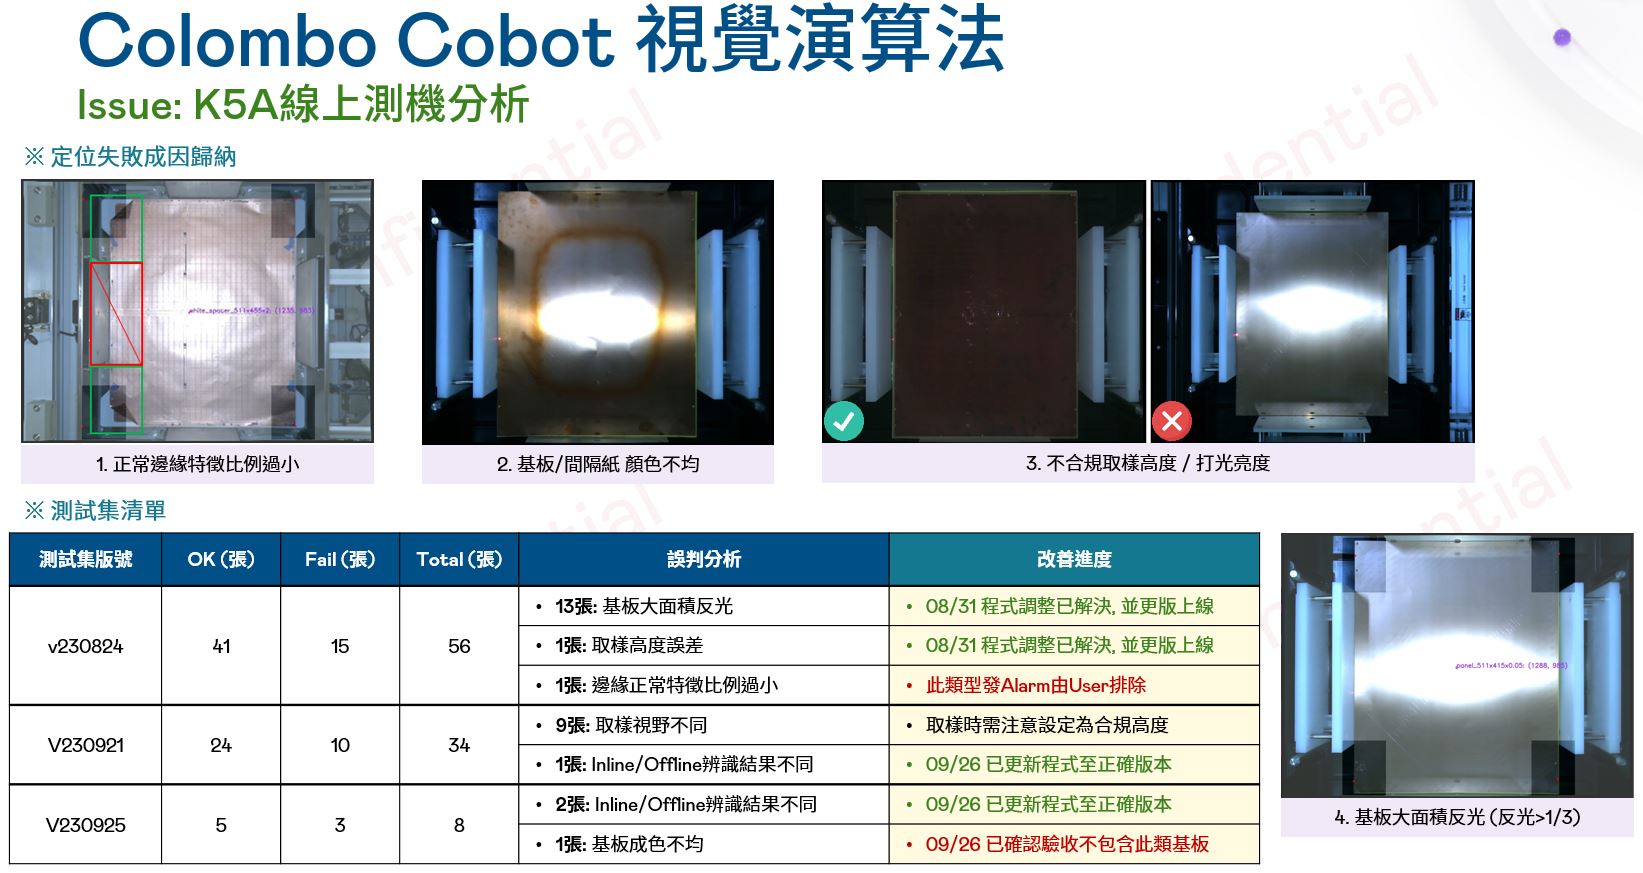 Colombo Cobot 視覺演算法
Issue: K5A線上測機分析
※ 定位失敗成因歸納
white_spacer_511x455x2: (1235, 983)
1. 正常邊緣特徵比例過小
2. 基板/間隔紙 顏色不均
3. 不合規取樣高度 / 打光亮度
※ 測試集清單
測試集版號 OK (張) Fail (張) Total (張) 誤判分析 改善進度
v230824 41 15 56
• 13張: 基板大面積反光 • 08/31 程式調整已解決, 並更版上線
• 1張: 取樣高度誤差 • 08/31 程式調整已解決, 並更版上線
• 1張: 邊緣正常特徵比例過小 • 此類型發Alarm由User排除
V230921 24 10 34
• 9張: 取樣視野不同 • 取樣時需注意設定為合規高度
• 1張: Inline/Offline辨識結果不同 • 09/26 已更新程式至正確版本
V230925 5 3 8
• 2張: Inline/Offline辨識結果不同 • 09/26 已更新程式至正確版本
• 1張: 基板成色不均 • 09/26 已確認驗收不包含此類基板
panel_511x415x0.05: (1288, 985)
4. 基板大面積反光 (反光>1/3)